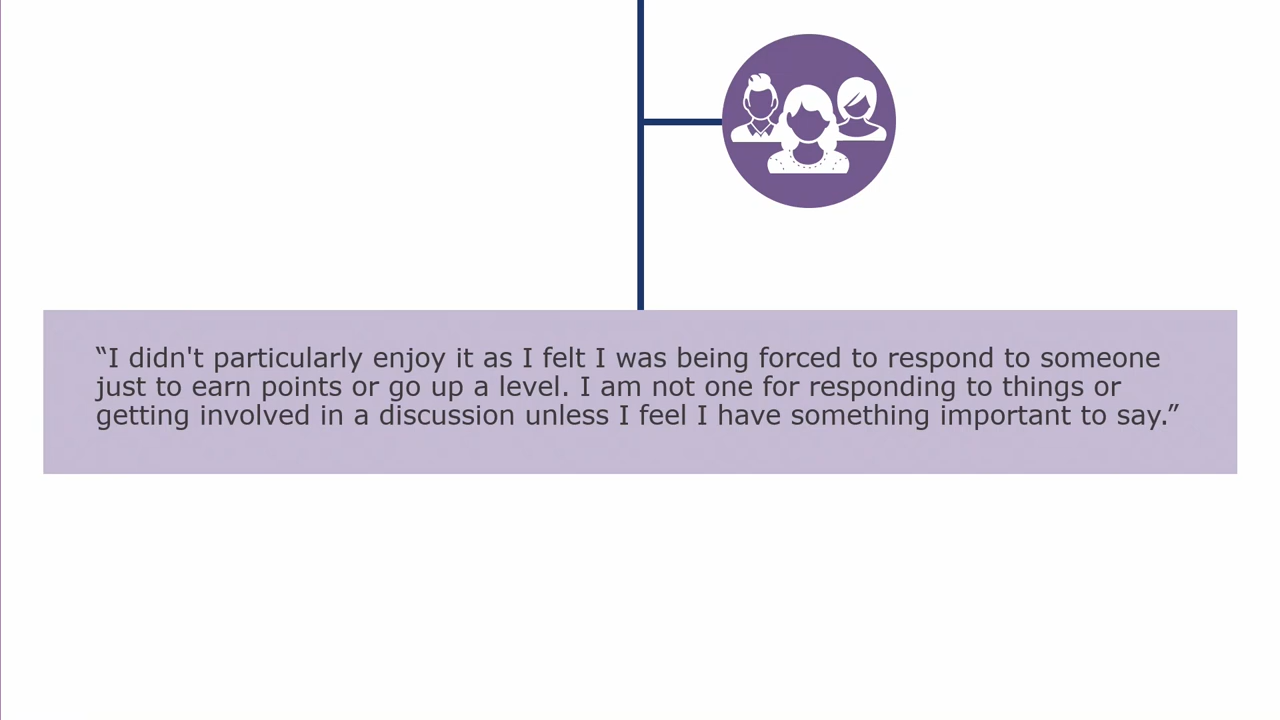 “I didn't particularly enjoy it as I felt I was being forced to respond to someone
just to earn points or go up a level. I am not one for responding to things or
getting involved in a discussion unless I feel I have something important to say.”